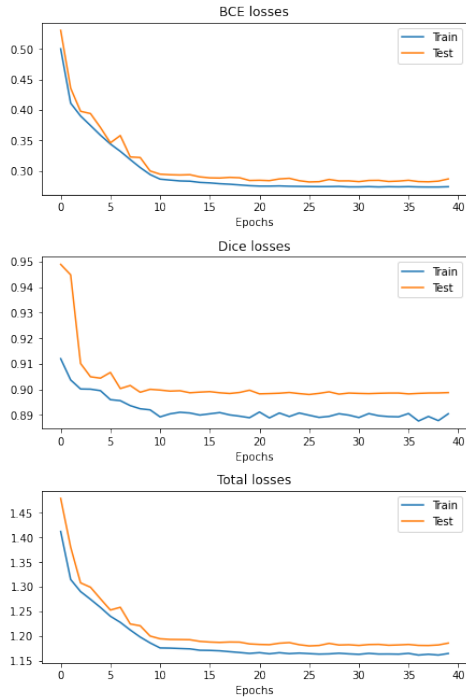 BCE losses
Train
Test
0.50
0.45
0.40
0.35
0.30
0 5 10 15 20 25 30 35 40
Epochs
Dice losses
0.95
Train
Test
0.94
0.93
0.92
0.91
0.90
0.89
0 5 10 15 20 25 30 35 40
Epochs
Total losses
Train
Test
1.45
1.40
1.35
1.30
1.25
1.20
1.15
0 5 10 15 20 25 30 35 40
Epochs